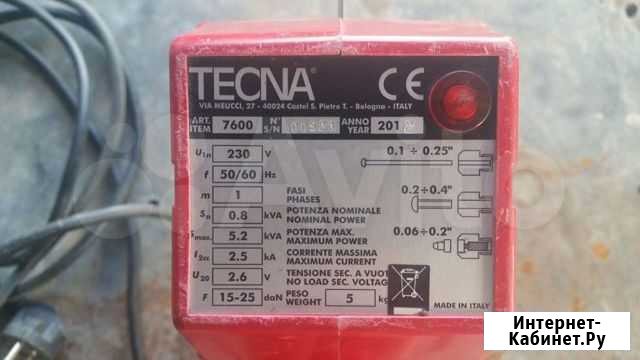 TECNA® CE
VIA MEUCCI, 27 - 40024 Castel S. Pietro T. - Bologna - ITALY
ART. ITEM 7600 N° S/N ANNO YEAR 201
U1n 230 V
0.1 ÷ 0.25"
f 50/60 Hz
m 1 FASI PHASES
0.2÷0.4"
Sn 0.8 kVA POTENZA NOMINALE NOMINAL POWER
Smax. 5.2 kVA POTENZA MAX. MAXIMUM POWER
0.06÷0.2"
I2cc 2.5 kA CORRENTE MASSIMA MAXIMUM CURRENT
U20 2.6 V TENSIONE SEC. A VUOTO NO LOAD SEC. VOLTAGE
F 15-25 daN PESO WEIGHT 5 kg
MADE IN ITALY
Avito
Интернет-
Кабинет.Ру